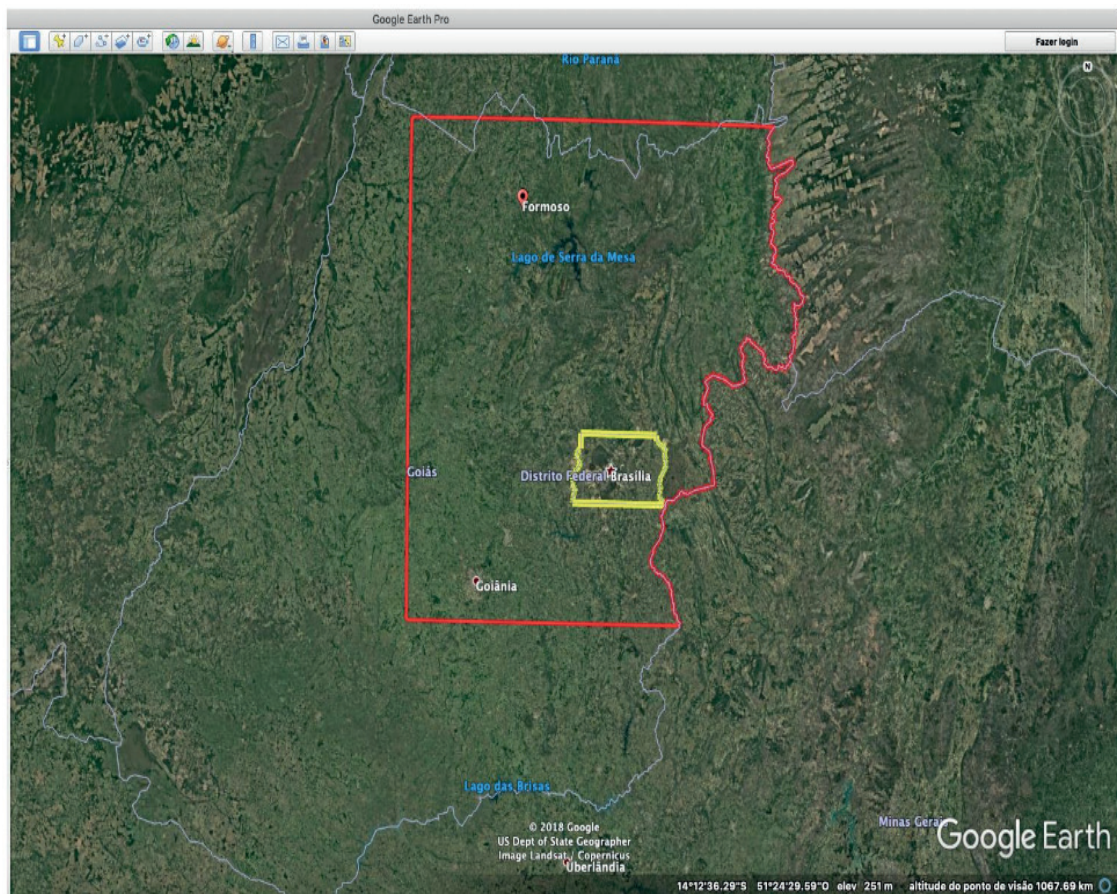 Google Earth Pro
Fazer login
Rio Paraná
N
Formoso
Lago de Serra da Mesa
Goiás
Distrito Federal
Brasília
Goiânia
Lago das Brisas
© 2018 Google
US Dept of State Geographer
Image Landsat / Copernicus
Uberlândia
Minas Gerais
Google Earth
14°12'36.29"S 51°24'29.59"O elev 251 m altitude do ponto de visão 1067.69 km